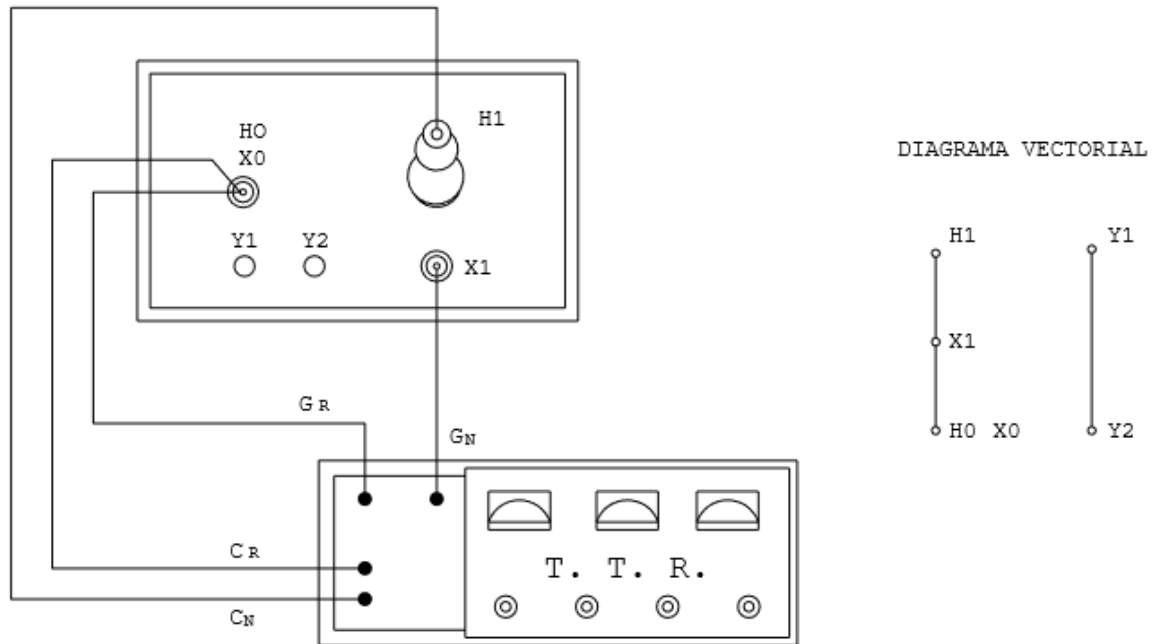 H1
HO
X0
DIAGRAMA VECTORIAL
Y1 Y2
X1
H1 Y1
X1
H0 X0 Y2
GR
GN
CR
CN
T. T. R.